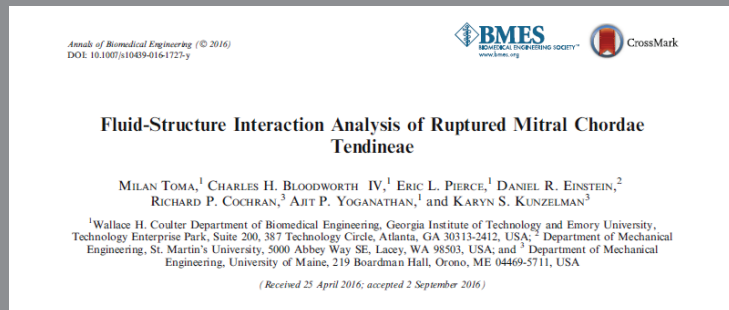 Annals of Biomedical Engineering (© 2016)
DOI: 10.1007/s10439-016-1727-y
BMES
BIOMEDICAL ENGINEERING SOCIETY™
www.bmes.org
CrossMark
Fluid-Structure Interaction Analysis of Ruptured Mitral Chordae
Tendineae
MILAN TOMA,¹ CHARLES H. BLOODWORTH IV,¹ ERIC L. PIERCE,¹ DANIEL R. EINSTEIN,²
RICHARD P. COCHRAN,³ AJIT P. YOGANATHAN,¹ and KARYN S. KUNZELMAN³
¹Wallace H. Coulter Department of Biomedical Engineering, Georgia Institute of Technology and Emory University,
Technology Enterprise Park, Suite 200, 387 Technology Circle, Atlanta, GA 30313-2412, USA; ² Department of Mechanical
Engineering, St. Martin's University, 5000 Abbey Way SE, Lacey, WA 98503, USA; and ³ Department of Mechanical
Engineering, University of Maine, 219 Boardman Hall, Orono, ME 04469-5711, USA
(Received 25 April 2016; accepted 2 September 2016)